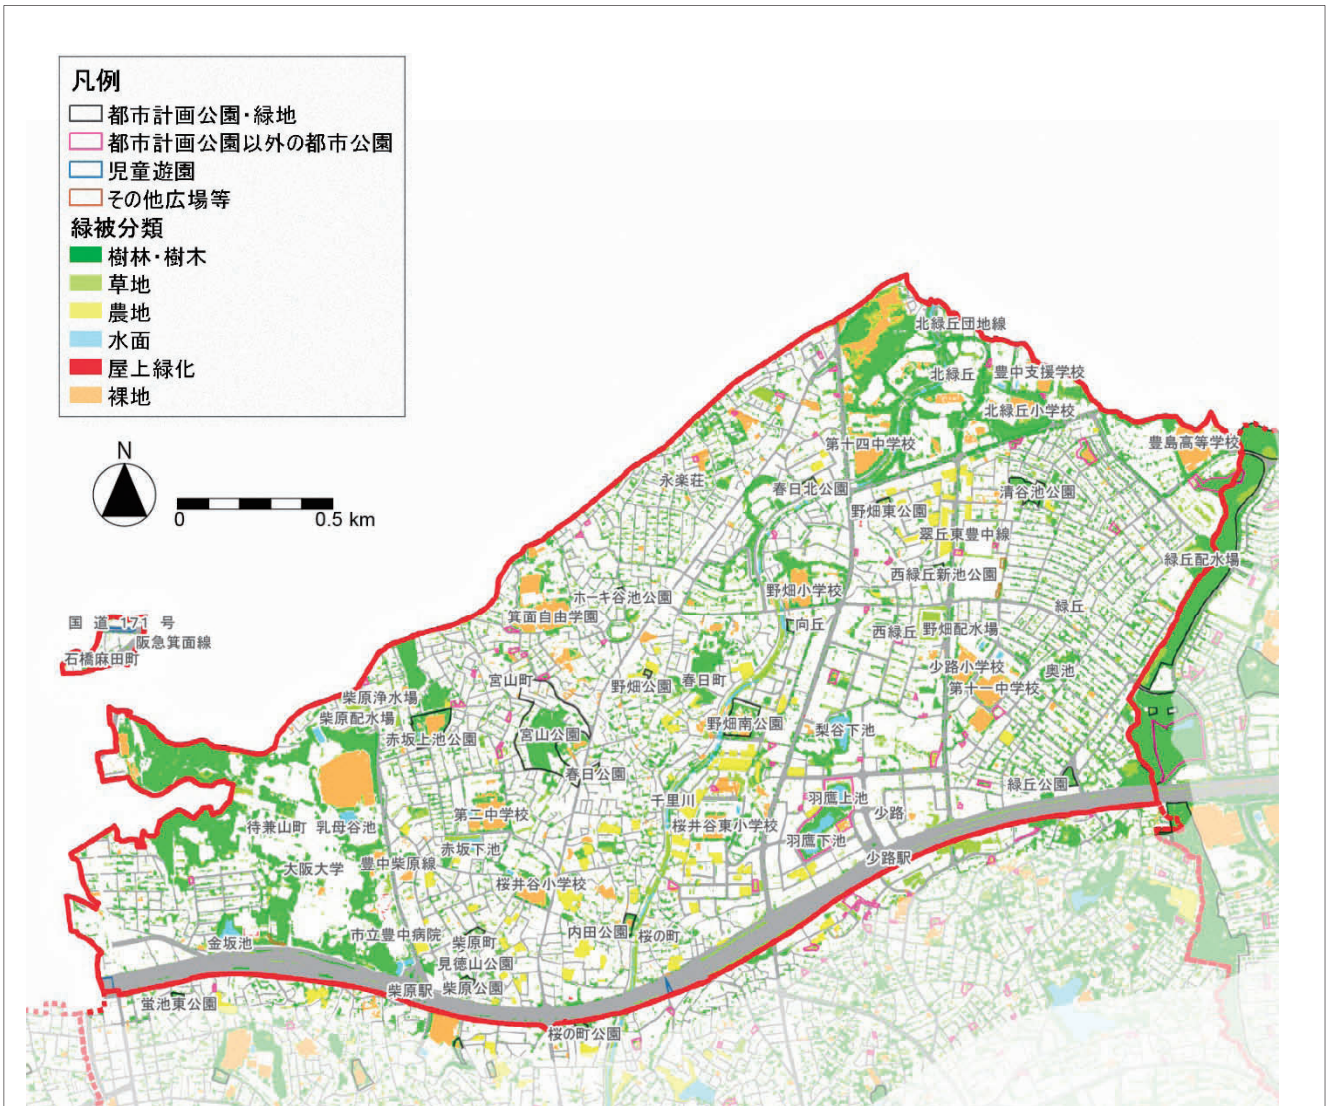 凡例
都市計画公園・緑地
都市計画公園以外の都市公園
児童遊園
その他広場等
緑被分類
樹林・樹木
草地
農地
水面
屋上緑化
裸地
N
0 0.5 km
北緑丘団地線
北緑丘
豊中支援学校
北緑丘小学校
第十四中学校
豊島高等学校
永楽荘
春日北公園
清谷池公園
野畑東公園
翠丘東豊中線
緑丘配水場
西緑丘新池公園
野畑小学校
ホーキ谷池公園
箕面自由学園
緑丘
国道171号
向丘
西緑丘
野畑配水場
阪急箕面線
石橋麻田町
少路小学校
奥池
宮山町
野畑公園
春日町
第十一中学校
柴原浄水場
柴原配水場
野畑南公園
梨谷下池
赤坂上池公園
宮山公園
春日公園
緑丘公園
千里川
羽鷹上池
少路
第二中学校
待兼山町
乳母谷池
桜井谷東小学校
羽鷹下池
赤坂下池
少路駅
大阪大学
豊中柴原線
桜井谷小学校
金坂池
市立豊中病院
柴原町
内田公園
桜の町
見徳山公園
柴原駅
柴原公園
蛍池東公園
桜の町公園